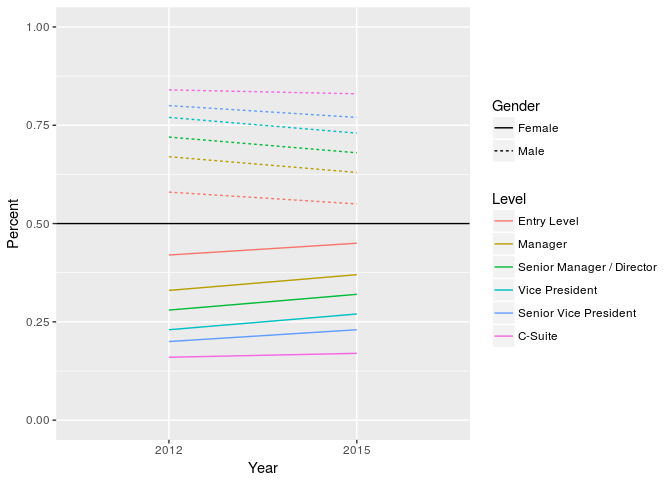 1.00
0.75
0.50
0.25
0.00
Percent
2012
2015
Year
Gender
Female
Male
Level
Entry Level
Manager
Senior Manager / Director
Vice President
Senior Vice President
C-Suite